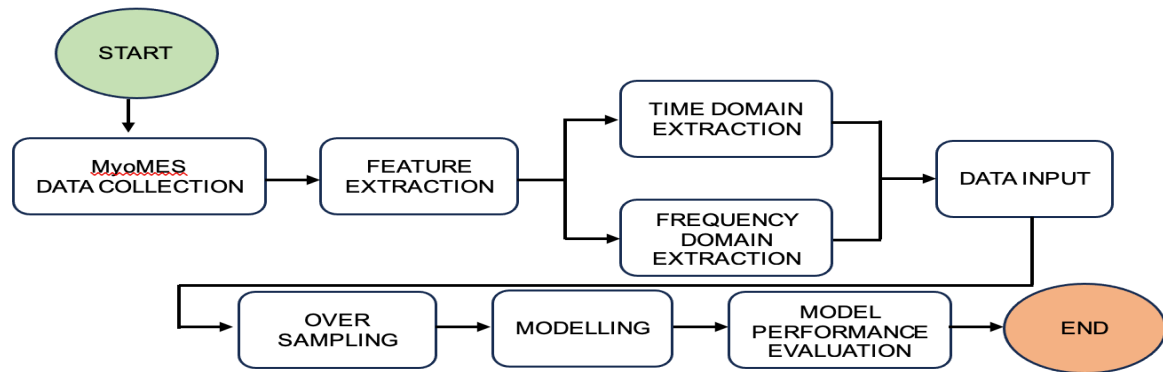 START
MyoMES
DATA COLLECTION
FEATURE
EXTRACTION
TIME DOMAIN
EXTRACTION
FREQUENCY
DOMAIN
EXTRACTION
DATA INPUT
OVER
SAMPLING
MODELLING
MODEL
PERFORMANCE
EVALUATION
END